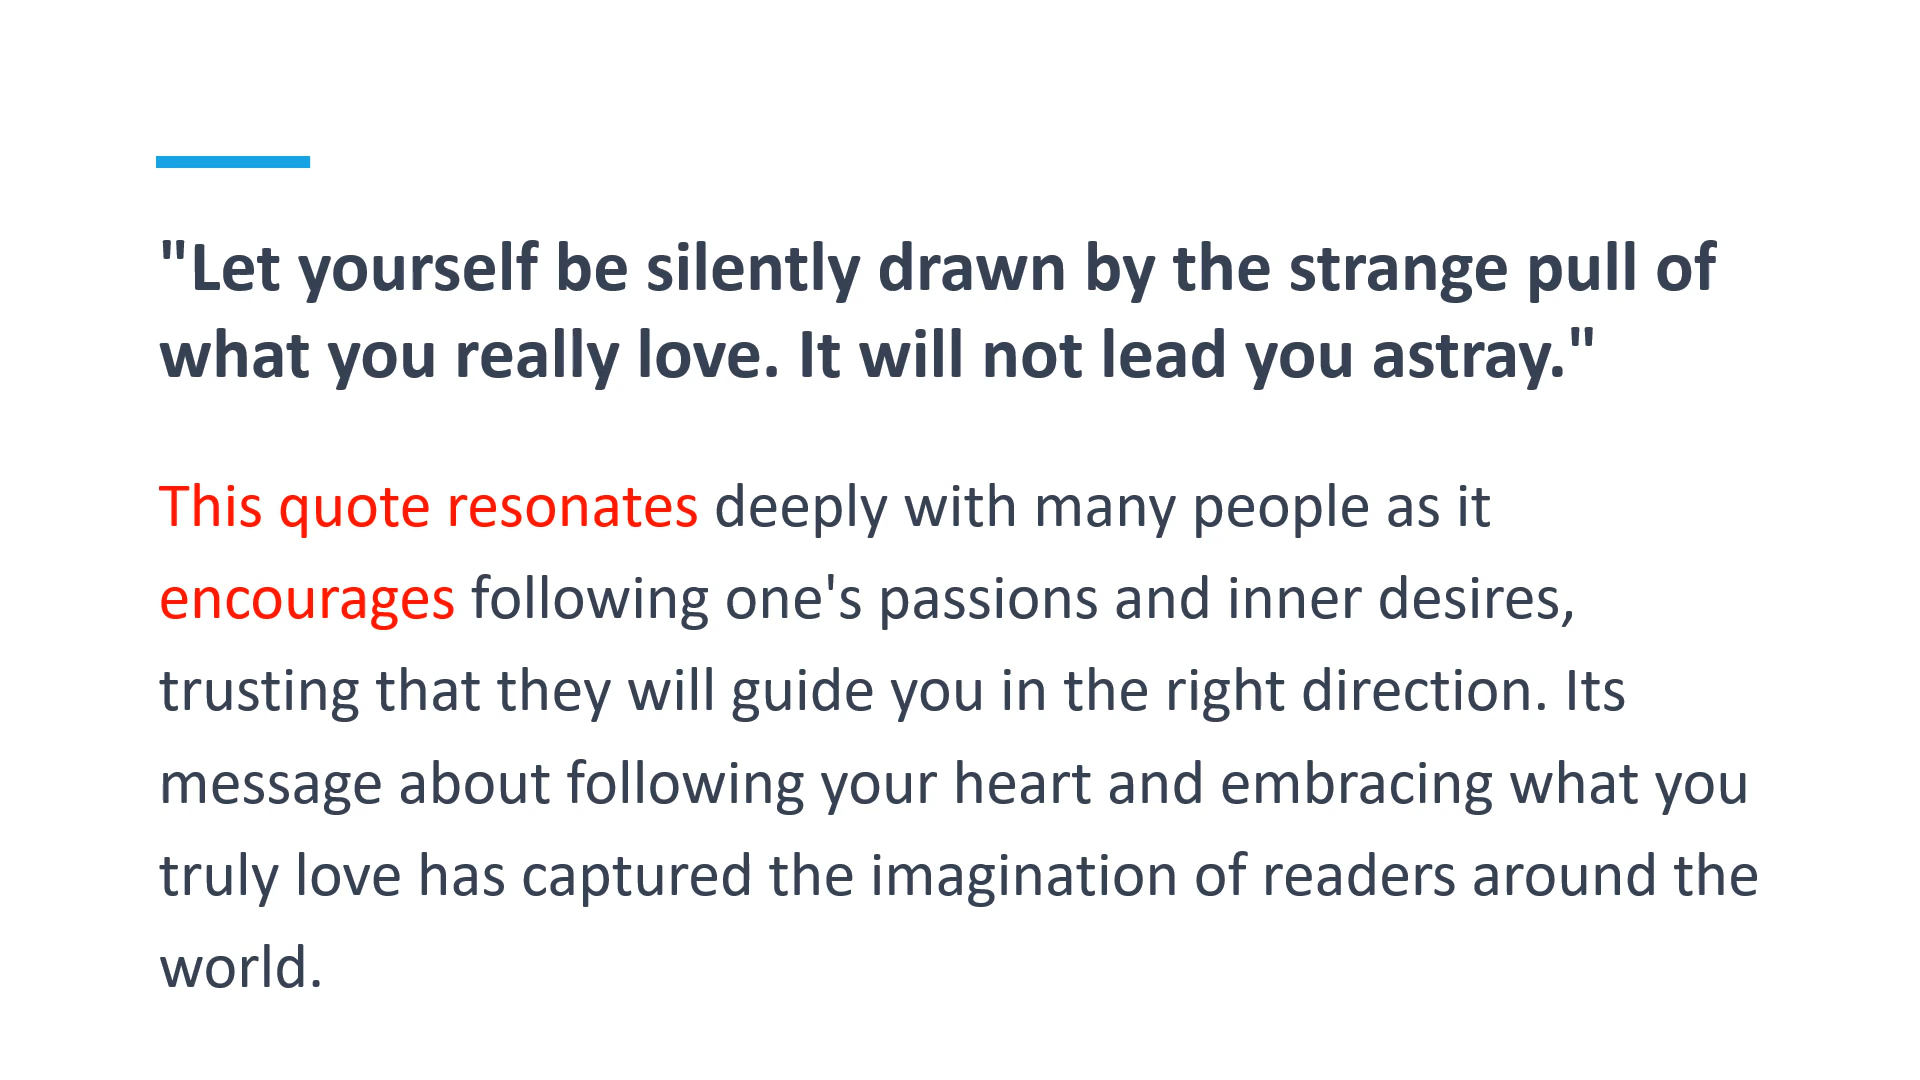 "Let yourself be silently drawn by the strange pull of
what you really love. It will not lead you astray."
This quote resonates deeply with many people as it
encourages following one's passions and inner desires,
trusting that they will guide you in the right direction. Its
message about following your heart and embracing what you
truly love has captured the imagination of readers around the
world.